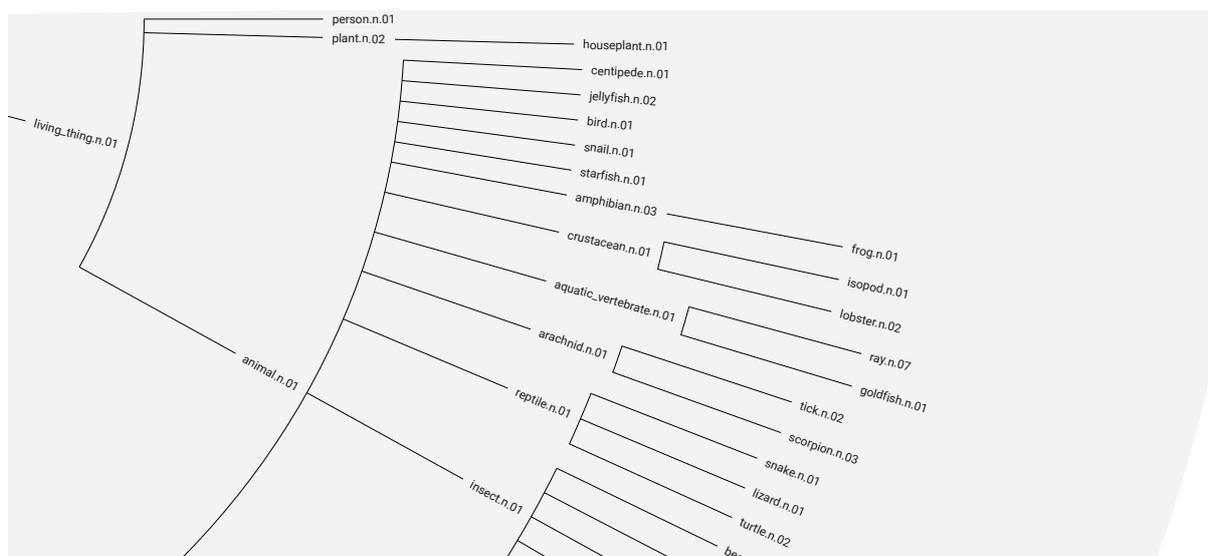 person.n.01
plant.n.02
houseplant.n.01
centipede.n.01
jellyfish.n.02
bird.n.01
living_thing.n.01
snail.n.01
starfish.n.01
amphibian.n.03
frog.n.01
crustacean.n.01
isopod.n.01
lobster.n.02
aquatic_vertebrate.n.01
ray.n.07
goldfish.n.01
arachnid.n.01
tick.n.02
scorpion.n.03
animal.n.01
reptile.n.01
snake.n.01
lizard.n.01
turtle.n.02
insect.n.01